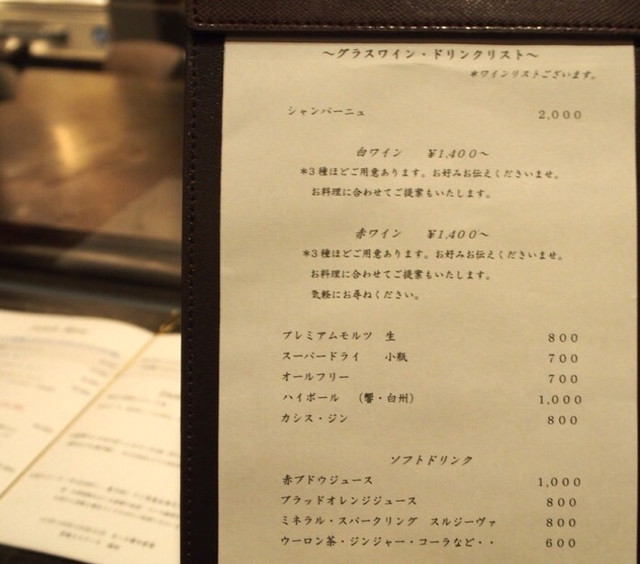 ～グラスワイン・ドリンクリスト～
＊ワインリストございます。
シャンパーニュ 2,000
白ワイン ￥1,400～
＊3種ほどご用意あります。お好みお伝えくださいませ。
お料理に合わせてご提案もいたします。
赤ワイン ￥1,400～
＊3種ほどご用意あります。お好みお伝えくださいませ。
お料理に合わせてご提案もいたします。
気軽にお尋ねください。
プレミアムモルツ 生 800
スーパードライ 小瓶 700
オールフリー 700
ハイボール （響・白州） 1,000
カシス・ジン 800
ソフトドリンク
赤ブドウジュース 1,000
ブラッドオレンジジュース 800
ミネラル・スパークリング スルジーヴァ 800
ウーロン茶・ジンジャー・コーラなど・・ 600